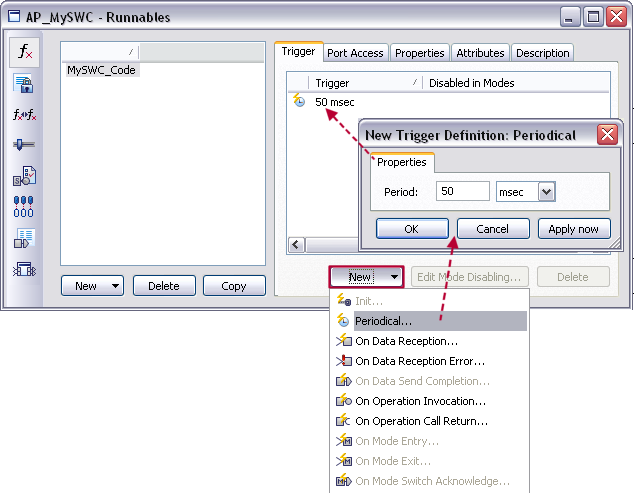 AP_MySWC - Runnables
MySWC_Code
New
Delete
Copy
Trigger Port Access Properties Attributes Description
Trigger Disabled in Modes
50 msec
New Trigger Definition: Periodical
Properties
Period: 50 msec
OK Cancel Apply now
New Edit Mode Disabling... Delete
Init...
Periodical...
On Data Reception...
On Data Reception Error...
On Data Send Completion...
On Operation Invocation...
On Operation Call Return...
On Mode Entry...
On Mode Exit...
On Mode Switch Acknowledge...